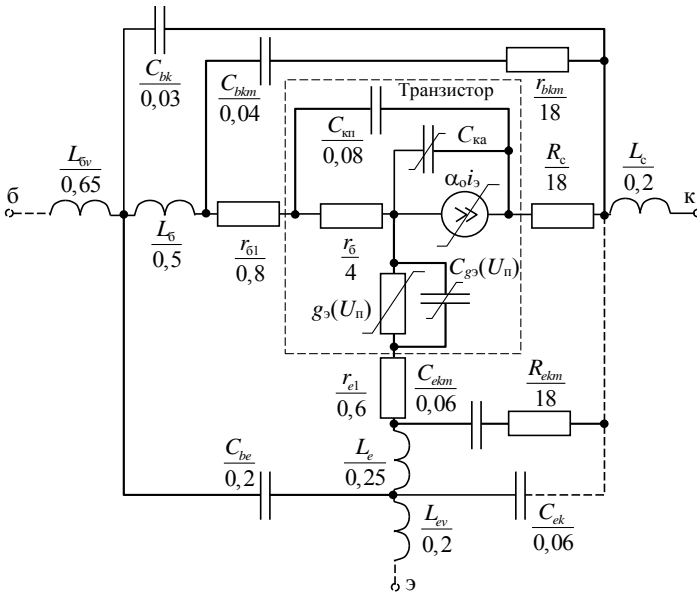 C_bk
0,03
C_bkm
0,04
r_bkm
18
Транзистор
C_кп
0,08
C_ка
L_бv
0,65
R_c
18
L_c
0,2
б
α_o i_э
к
L_б
0,5
r_б1
0,8
r_б
4
C_gэ(U_п)
g_э(U_п)
r_e1
0,6
C_ekm
0,06
R_ekm
18
C_be
0,2
L_e
0,25
L_ev
0,2
C_ek
0,06
э